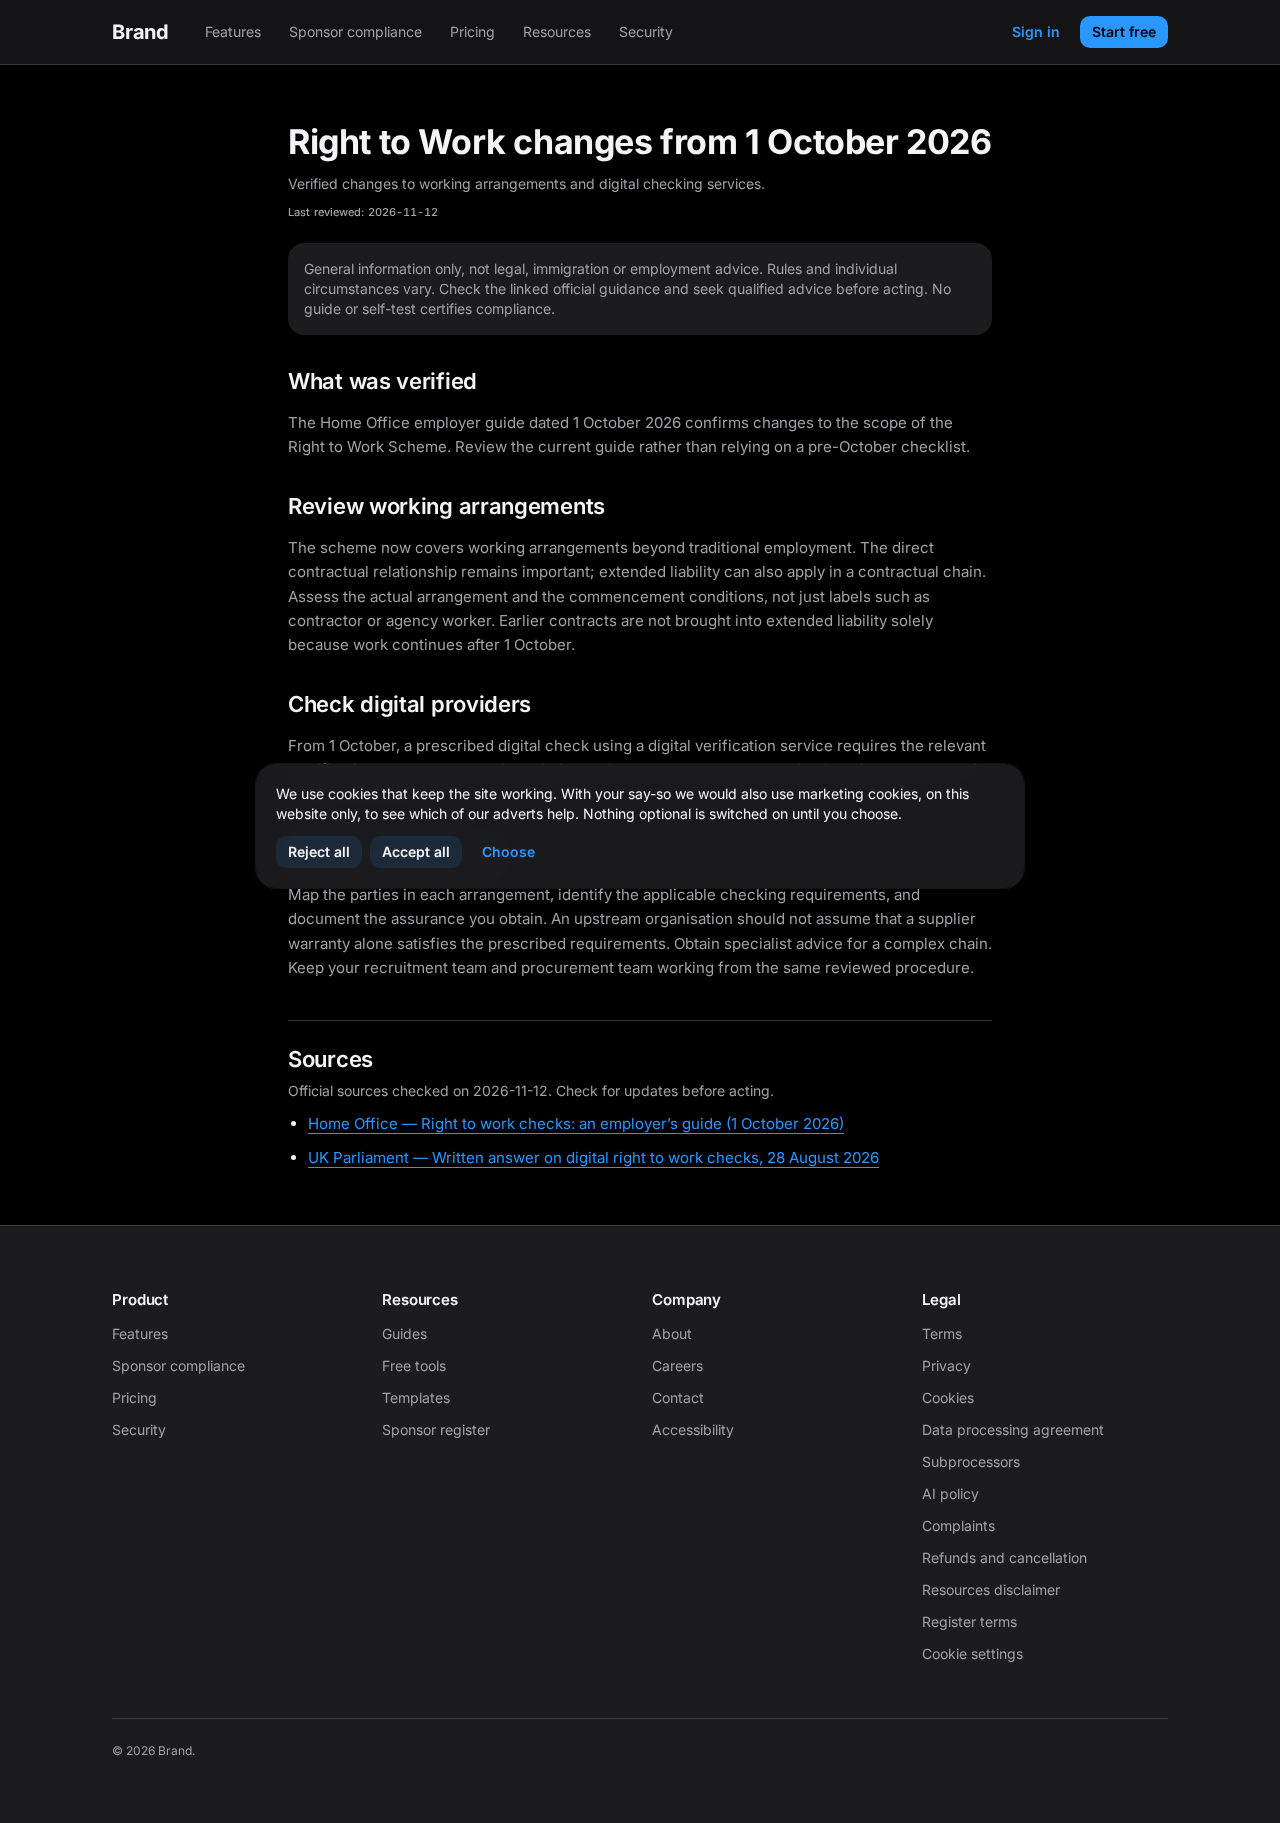 Brand
Features
Sponsor compliance
Pricing
Resources
Security
Sign in
Start free
Right to Work changes from 1 October 2026
Verified changes to working arrangements and digital checking services.
Last reviewed: 2026-11-12
General information only, not legal, immigration or employment advice. Rules and individual
circumstances vary. Check the linked official guidance and seek qualified advice before acting. No
guide or self-test certifies compliance.
What was verified
The Home Office employer guide dated 1 October 2026 confirms changes to the scope of the
Right to Work Scheme. Review the current guide rather than relying on a pre-October checklist.
Review working arrangements
The scheme now covers working arrangements beyond traditional employment. The direct
contractual relationship remains important; extended liability can also apply in a contractual chain.
Assess the actual arrangement and the commencement conditions, not just labels such as
contractor or agency worker. Earlier contracts are not brought into extended liability solely
because work continues after 1 October.
Check digital providers
From 1 October, a prescribed digital check using a digital verification service requires the relevant
We use cookies that keep the site working. With your say-so we would also use marketing cookies, on this
website only, to see which of our adverts help. Nothing optional is switched on until you choose.
Reject all
Accept all
Choose
Map the parties in each arrangement, identify the applicable checking requirements, and
document the assurance you obtain. An upstream organisation should not assume that a supplier
warranty alone satisfies the prescribed requirements. Obtain specialist advice for a complex chain.
Keep your recruitment team and procurement team working from the same reviewed procedure.
Sources
Official sources checked on 2026-11-12. Check for updates before acting.
Home Office — Right to work checks: an employer’s guide (1 October 2026)
UK Parliament — Written answer on digital right to work checks, 28 August 2026
Product
Features
Sponsor compliance
Pricing
Security
Resources
Guides
Free tools
Templates
Sponsor register
Company
About
Careers
Contact
Accessibility
Legal
Terms
Privacy
Cookies
Data processing agreement
Subprocessors
AI policy
Complaints
Refunds and cancellation
Resources disclaimer
Register terms
Cookie settings
© 2026 Brand.